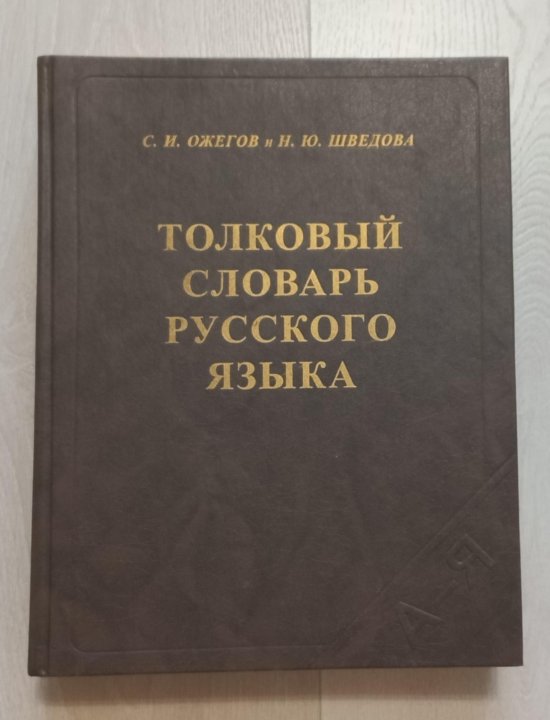 С. И. ОЖЕГОВ и Н. Ю. ШВЕДОВА
ТОЛКОВЫЙ
СЛОВАРЬ
РУССКОГО
ЯЗЫКА
А—Я